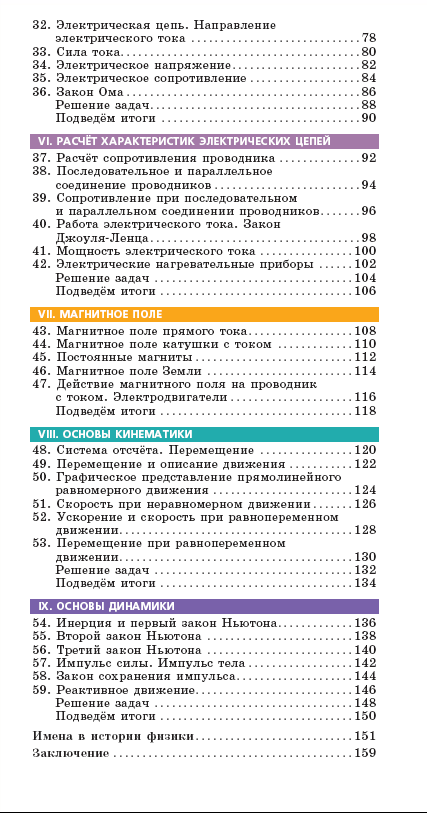 32. Электрическая цепь. Направление
электрического тока ........................ 78
33. Сила тока.................................. 80
34. Электрическое напряжение................... 82
35. Электрическое сопротивление ................ 84
36. Закон Ома .................................. 86
Решение задач.............................. 88
Подведём итоги ............................. 90
VI. РАСЧЁТ ХАРАКТЕРИСТИК ЭЛЕКТРИЧЕСКИХ ЦЕПЕЙ
37. Расчёт сопротивления проводника ............ 92
38. Последовательное и параллельное
соединение проводников ..................... 94
39. Сопротивление при последовательном
и параллельном соединении проводников...... 96
40. Работа электрического тока. Закон
Джоуля-Ленца............................... 98
41. Мощность электрического тока .............. 100
42. Электрические нагревательные приборы ...... 102
Решение задач ............................. 104
Подведём итоги ............................ 106
VII. МАГНИТНОЕ ПОЛЕ
43. Магнитное поле прямого тока................ 108
44. Магнитное поле катушки с током ............ 110
45. Постоянные магниты ........................ 112
46. Магнитное поле Земли ...................... 114
47. Действие магнитного поля на проводник
с током. Электродвигатели .................. 116
Подведём итоги ............................ 118
VIII. ОСНОВЫ КИНЕМАТИКИ
48. Система отсчёта. Перемещение .............. 120
49. Перемещение и описание движения .......... 122
50. Графическое представление прямолинейного
равномерного движения ..................... 124
51. Скорость при неравномерном движении ....... 126
52. Ускорение и скорость при равнопеременном
движении................................... 128
53. Перемещение при равнопеременном
движении................................... 130
Решение задач ............................. 132
Подведём итоги ............................ 134
IX. ОСНОВЫ ДИНАМИКИ
54. Инерция и первый закон Ньютона............. 136
55. Второй закон Ньютона ...................... 138
56. Третий закон Ньютона ...................... 140
57. Импульс силы. Импульс тела ................ 142
58. Закон сохранения импульса.................. 144
59. Реактивное движение........................ 146
Решение задач ............................. 148
Подведём итоги ............................ 150
Имена в истории физики........................ 151
Заключение ................................... 159